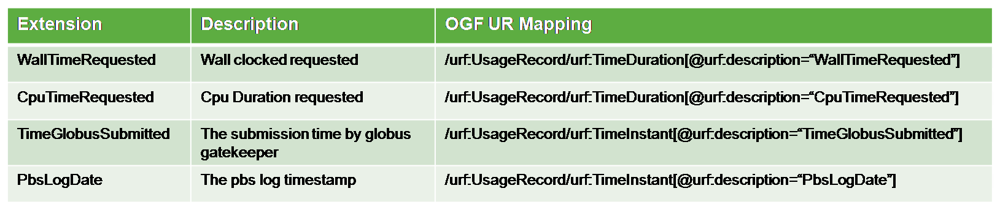 Extension Description OGF UR Mapping
WallTimeRequested Wall clocked requested /urf:UsageRecord/urf:TimeDuration[@urf:description=“WallTimeRequested”]
CpuTimeRequested Cpu Duration requested /urf:UsageRecord/urf:TimeDuration[@urf:description=“CpuTimeRequested”]
TimeGlobusSubmitted The submission time by globus /urf:UsageRecord/urf:TimeInstant[@urf:description=“TimeGlobusSubmitted”]
gatekeeper
PbsLogDate The pbs log timestamp /urf:UsageRecord/urf:TimeInstant[@urf:description=“PbsLogDate”]